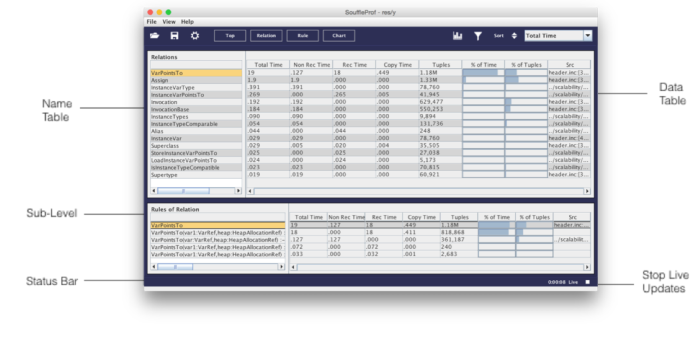 SouffleProf - res/y
File View Help
Top Relation Rule Chart Sort Total Time
Relations
Total Time Non Rec Time Rec Time Copy Time Tuples % of Time % of Tuples Src
VarPointsTo 19 .127 18 .449 1.18M header.inc [3...
Assign 1.9 1.9 .000 .000 1.33M header.inc [3...
InstanceVarType .391 .391 .000 .000 78,760 ../scalability/...
InstanceVarPointsTo .269 .000 .265 .005 41,945 ../scalability/...
Invocation .192 .192 .000 .000 629,477 header.inc [3...
InvocationBase .184 .184 .000 .000 550,253 header.inc [3...
InstanceTypes .090 .090 .000 .000 9,894 ../scalability/...
InstanceTypeComparable .054 .054 .000 .000 131,736 ../scalability/...
Alias .044 .000 .044 .000 248 ../scalability/...
InstanceVar .029 .029 .000 .000 78,760 header.inc [4...
Superclass .029 .005 .020 .004 35,505 header.inc [3...
StoreInstanceVarPointsTo .025 .000 .025 .000 27,038 ../scalability/...
LoadInstanceVarPointsTo .024 .000 .024 .000 5,173 ../scalability/...
IsInstanceTypeCompatible .023 .023 .000 .000 70,815 ../scalability/...
Supertype .019 .019 .000 .000 60,921 header.inc [3...
Name
Table
Data
Table
Sub-Level
Rules of Relation
Total Time Non Rec Time Rec Time Copy Time Tuples % of Time % of Tuples Src
VarPointsTo 19 .127 18 .449 1.18M header.inc...
VarPointsTo(var1:VarRef,heap:HeapAllocationRef) : 18 .000 18 .411 818,868
VarPointsTo(var:VarRef,heap:HeapAllocationRef) :- .127 .127 .000 .000 361,187 ../scalabilit...
VarPointsTo(var1:VarRef,heap:HeapAllocationRef) : .072 .000 .072 .000 240
VarPointsTo(var1:VarRef,heap:HeapAllocationRef) : .033 .000 .032 .001 2,683
Status Bar
0:09:08 Live
Stop Live
Updates